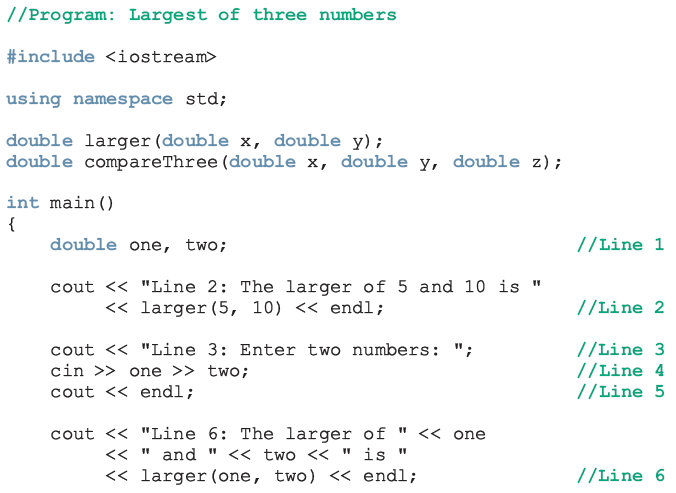 //Program: Largest of three numbers
#include <iostream>
using namespace std;
double larger(double x, double y);
double compareThree(double x, double y, double z);
int main()
{
    double one, two; //Line 1
    cout << "Line 2: The larger of 5 and 10 is "
         << larger(5, 10) << endl; //Line 2
    cout << "Line 3: Enter two numbers: "; //Line 3
    cin >> one >> two; //Line 4
    cout << endl; //Line 5
    cout << "Line 6: The larger of " << one
         << " and " << two << " is "
         << larger(one, two) << endl; //Line 6